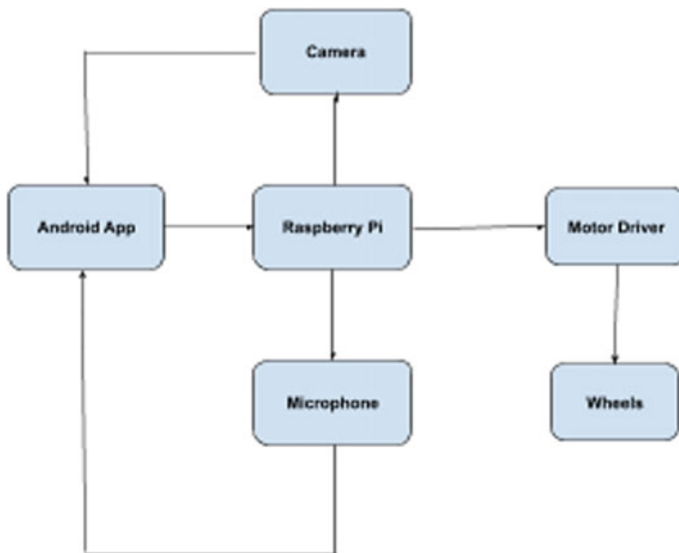 Camera
Android App
Raspberry Pi
Motor Driver
Microphone
Wheels